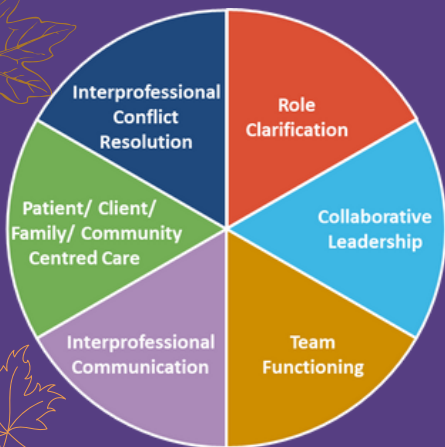 Interprofessional
Conflict
Resolution
Role
Clarification
Collaborative
Leadership
Team
Functioning
Interprofessional
Communication
Patient/ Client/
Family/ Community
Centred Care